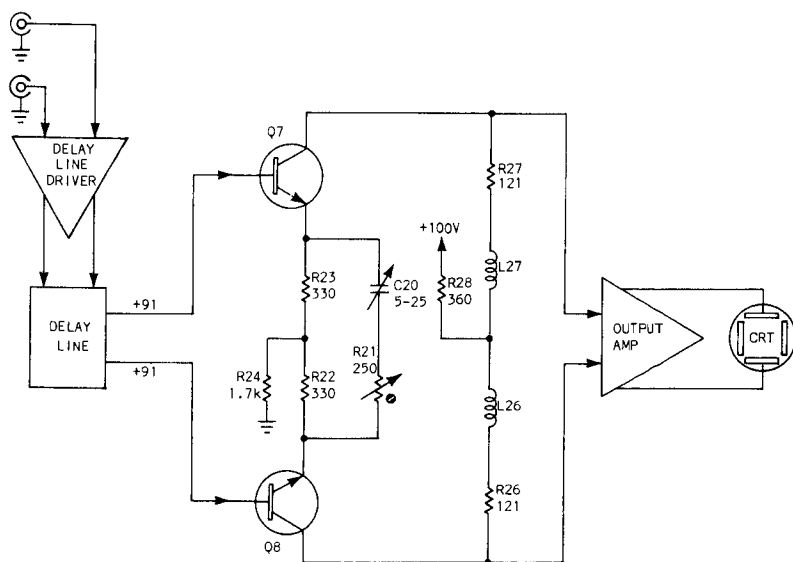 DELAY
LINE
DRIVER
DELAY
LINE
+91
+91
Q7
R23
330
C20
5-25
R24
1.7k
R22
330
R21
250
Q8
+100V
R28
360
R27
121
L27
L26
R26
121
OUTPUT
AMP
CRT